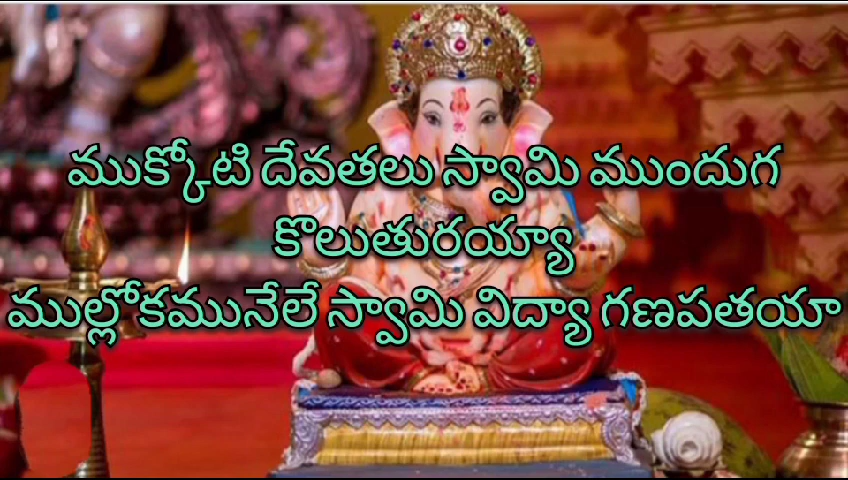 ముక్కోటి దేవతలు స్వామి ముందుగ
కొలుతురయ్యా
ముల్లోకమునేలే స్వామి విద్యా గణపతయా